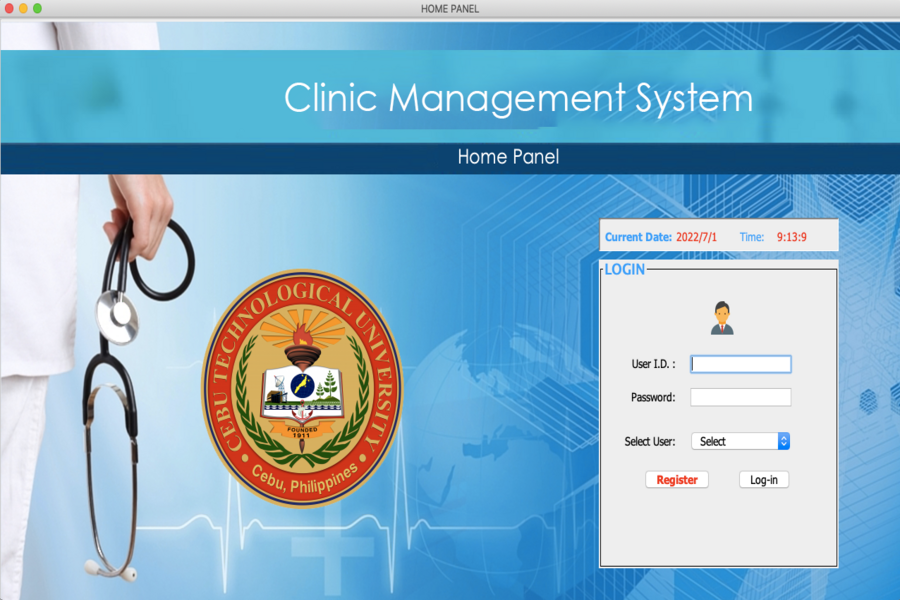 HOME PANEL
Clinic Management System
Home Panel
Current Date: 2022/7/1 Time: 9:13:9
LOGIN
User I.D. :
Password:
Select User: Select
Register Log-in
CEBU TECHNOLOGICAL UNIVERSITY
FOUNDED
1911
Cebu, Philippines